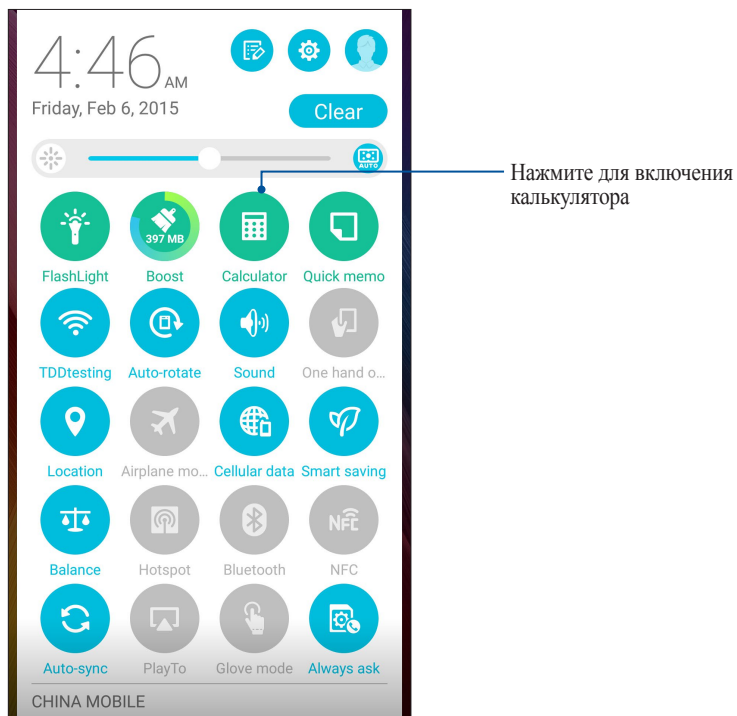 4:46 AM
Friday, Feb 6, 2015
Clear
AUTO
Нажмите для включения
калькулятора
397 MB
FlashLight Boost Calculator Quick memo
TDDtesting Auto-rotate Sound One hand o...
Location Airplane mo... Cellular data Smart saving
NFC
Balance Hotspot Bluetooth NFC
Auto-sync PlayTo Glove mode Always ask
CHINA MOBILE